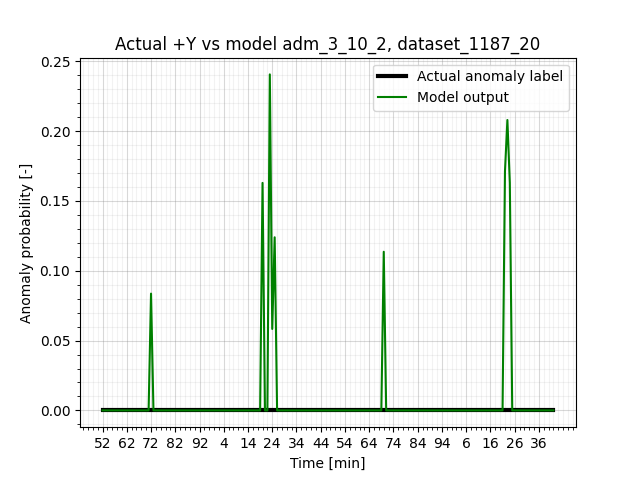 Actual +Y vs model adm_3_10_2, dataset_1187_20
Actual anomaly label
Model output
Anomaly probability [-]
0.25
0.20
0.15
0.10
0.05
0.00
52 62 72 82 92 4 14 24 34 44 54 64 74 84 94 6 16 26 36
Time [min]